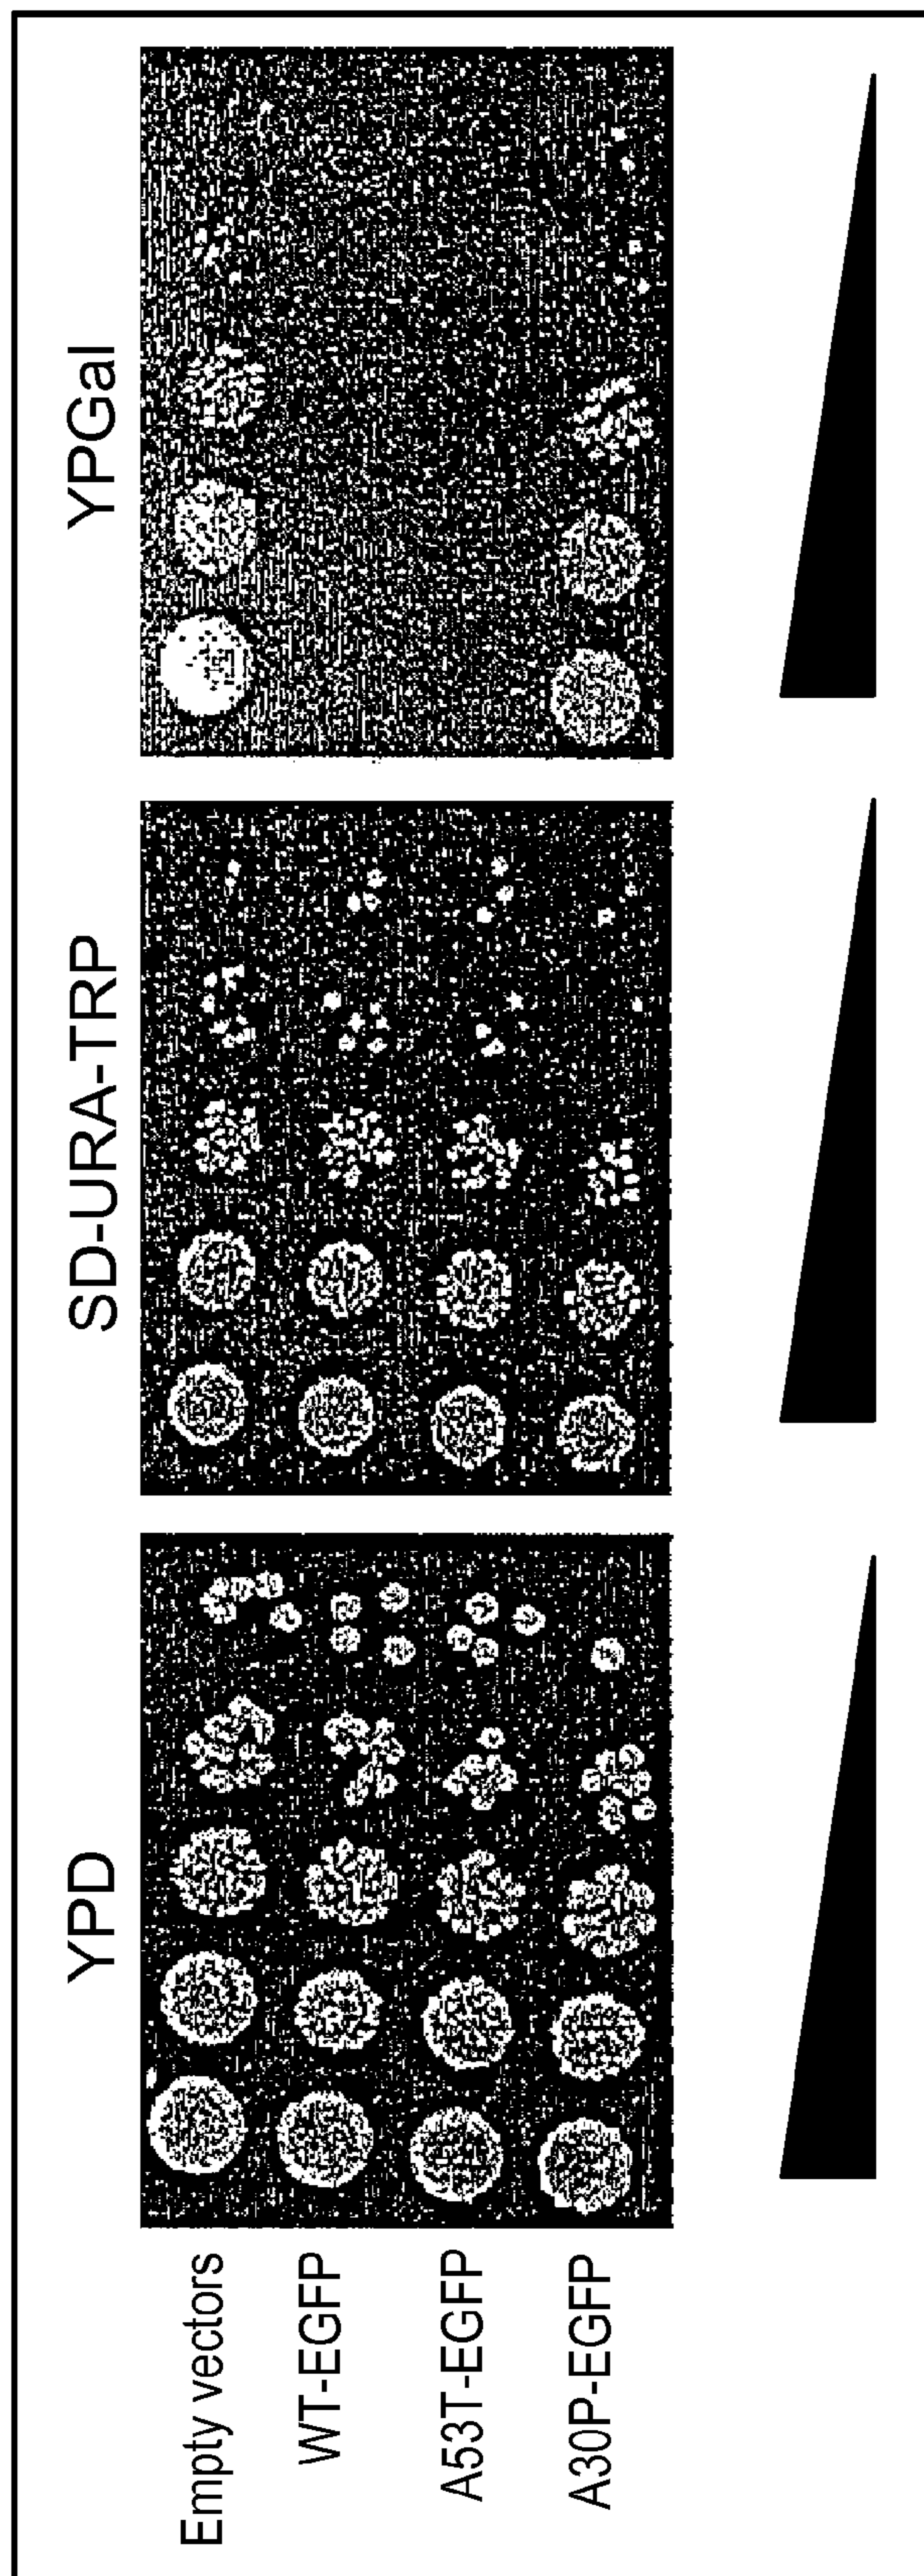 YPD
SD-URA-TRP
YPGal
Empty vectors
WT-EGFP
A53T-EGFP
A30P-EGFP